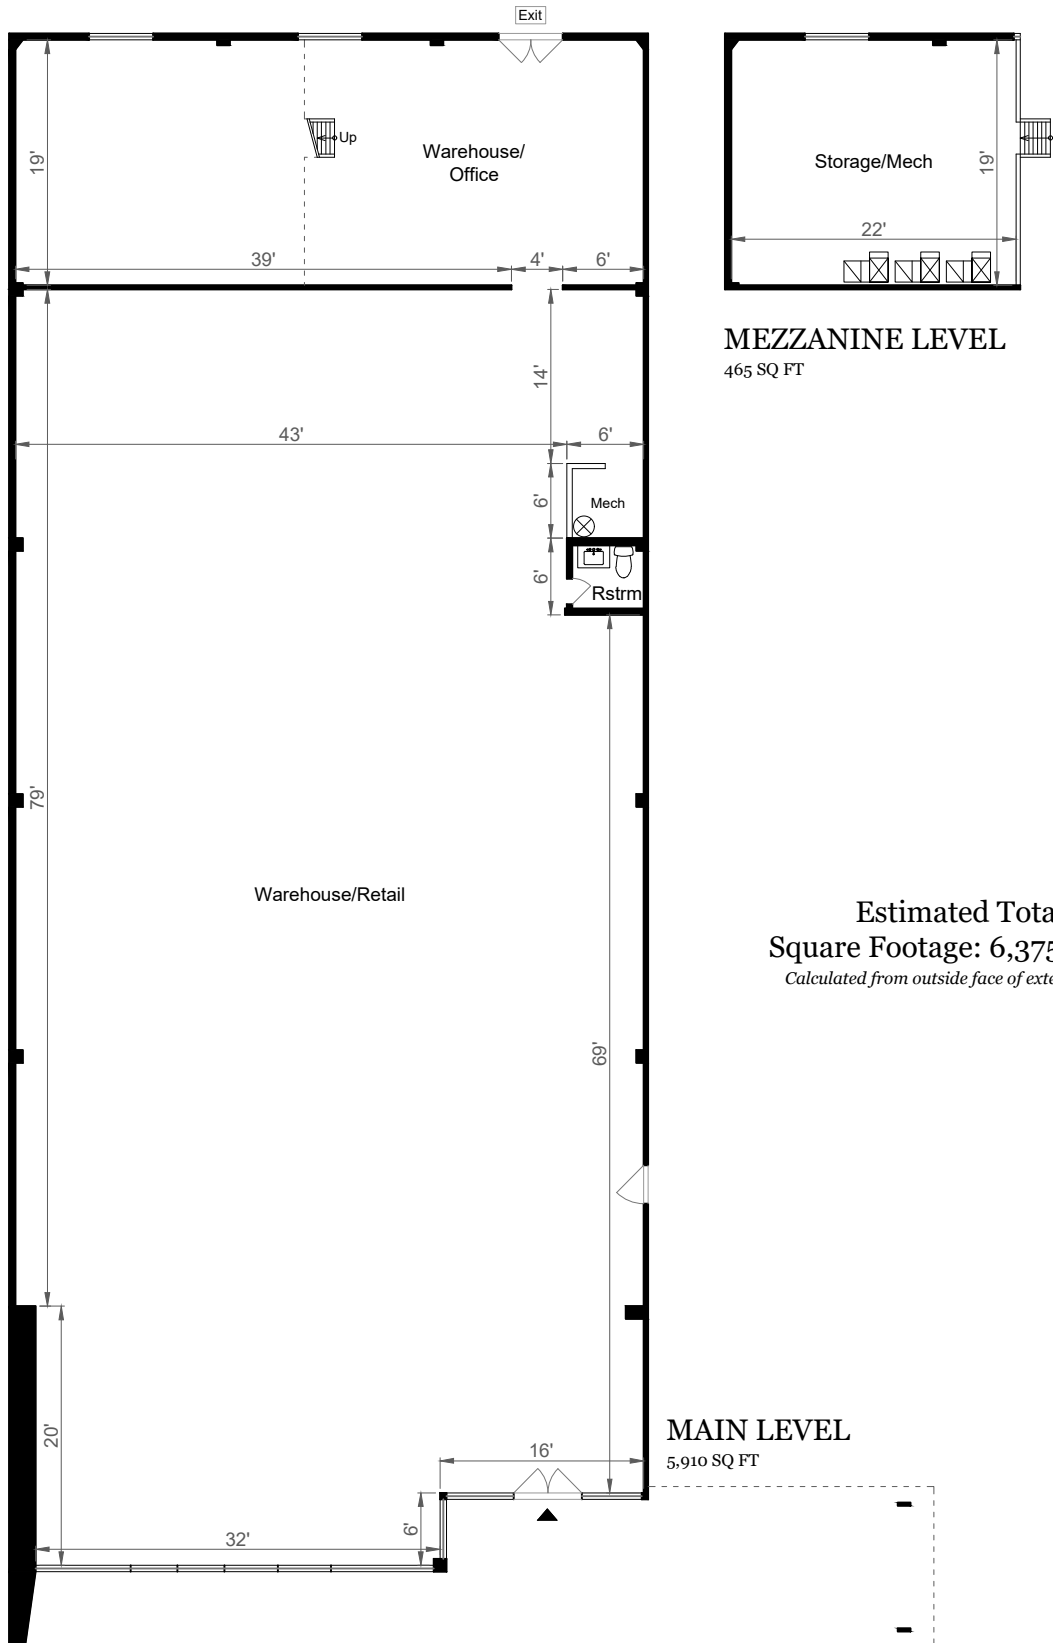 Exit
Up
Warehouse/
Office
19'
39'
4'
6'
Storage/Mech
19'
22'
MEZZANINE LEVEL
465 SQ FT
14'
43'
6'
6'
Mech
6'
Rstrm
79'
Warehouse/Retail
Estimated Tota
Square Footage: 6,375
Calculated from outside face of exte
69'
20'
MAIN LEVEL
5,910 SQ FT
16'
6'
32'